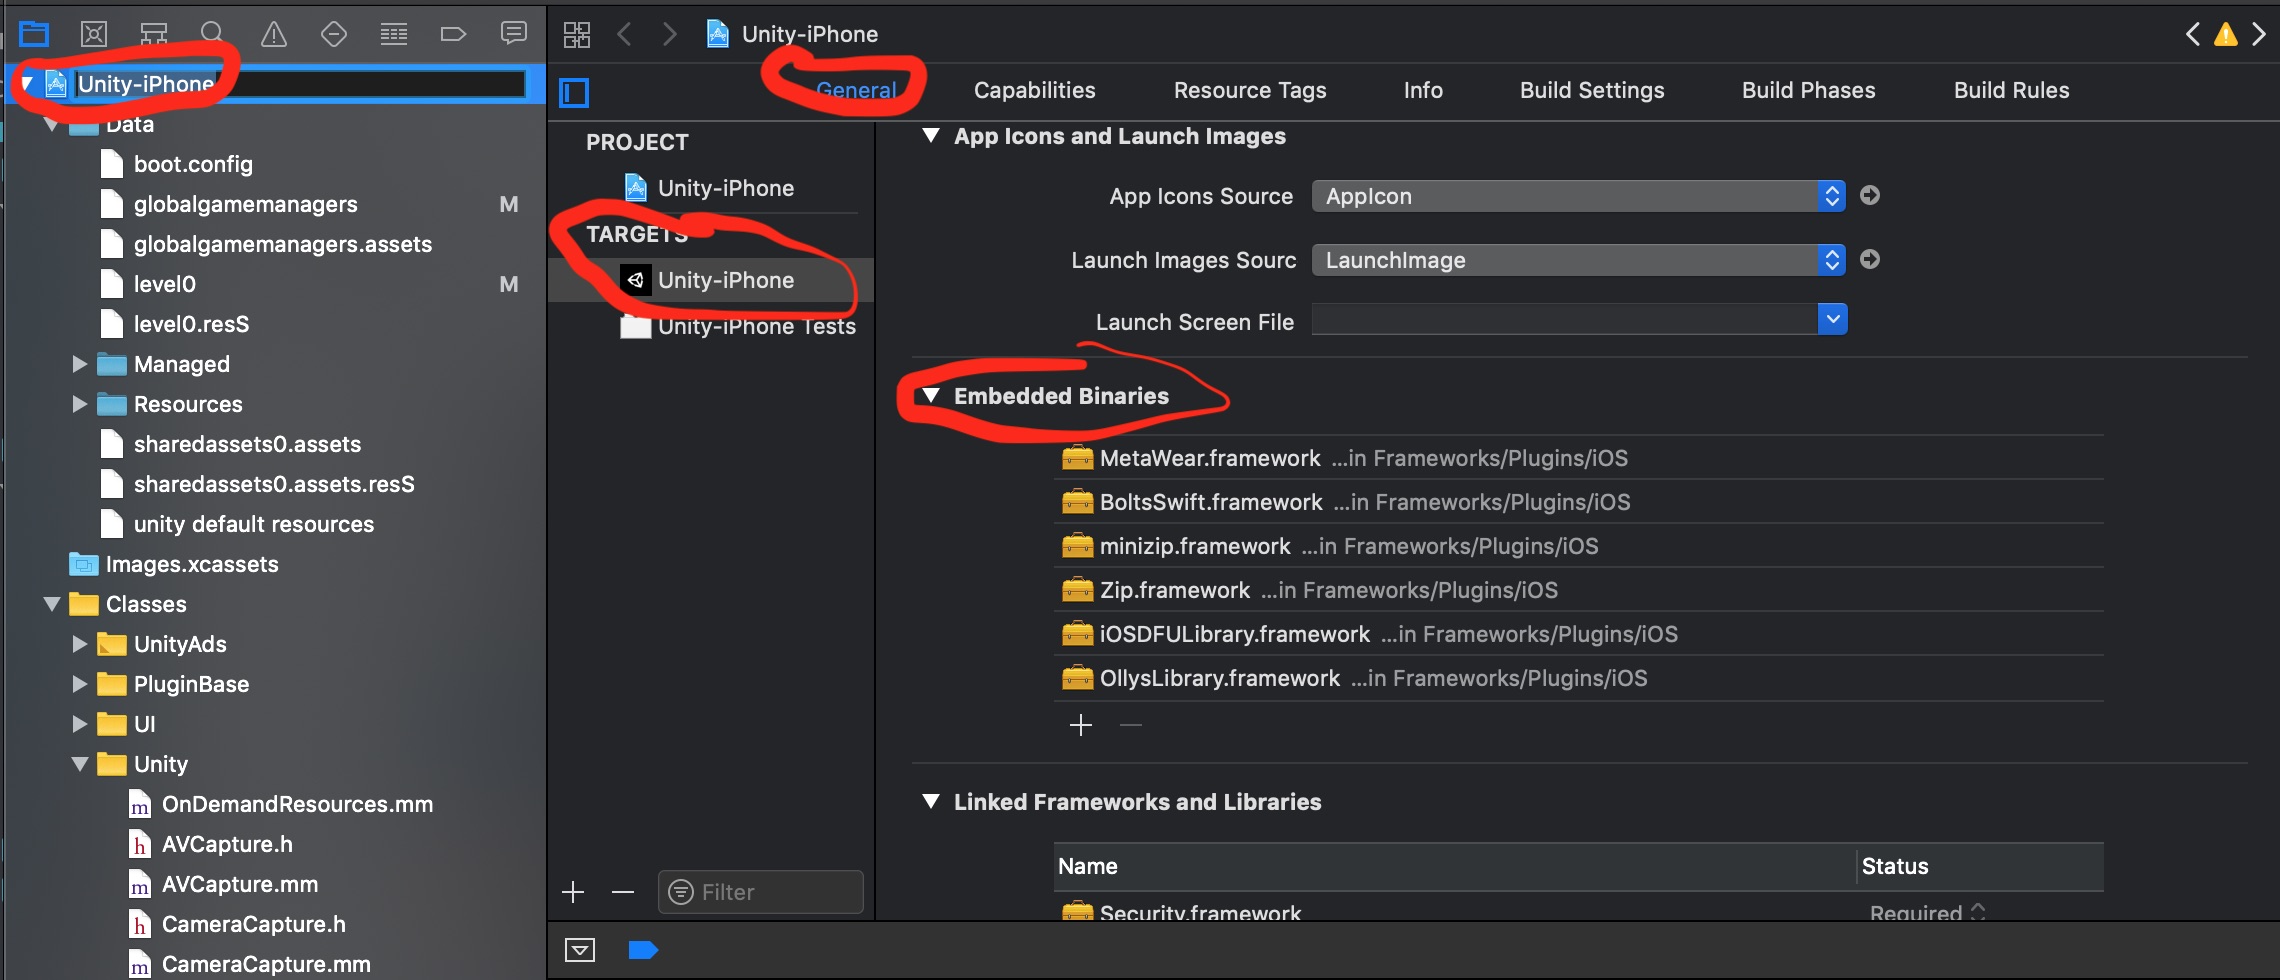 Unity-iPhone
Data
boot.config
globalgamemanagers M
globalgamemanagers.assets
level0 M
level0.resS
Managed
Resources
sharedassets0.assets
sharedassets0.assets.resS
unity default resources
Images.xcassets
Classes
UnityAds
PluginBase
UI
Unity
m OnDemandResources.mm
h AVCapture.h
m AVCapture.mm
h CameraCapture.h
m CameraCapture.mm
Unity-iPhone
General Capabilities Resource Tags Info Build Settings Build Phases Build Rules
PROJECT
Unity-iPhone
TARGETS
Unity-iPhone
Unity-iPhone Tests
Filter
App Icons and Launch Images
App Icons Source AppIcon
Launch Images Sourc LaunchImage
Launch Screen File
Embedded Binaries
MetaWear.framework ...in Frameworks/Plugins/iOS
BoltsSwift.framework ...in Frameworks/Plugins/iOS
minizip.framework ...in Frameworks/Plugins/iOS
Zip.framework ...in Frameworks/Plugins/iOS
iOSDFULibrary.framework ...in Frameworks/Plugins/iOS
OllysLibrary.framework ...in Frameworks/Plugins/iOS
Linked Frameworks and Libraries
Name Status
Security.framework Required